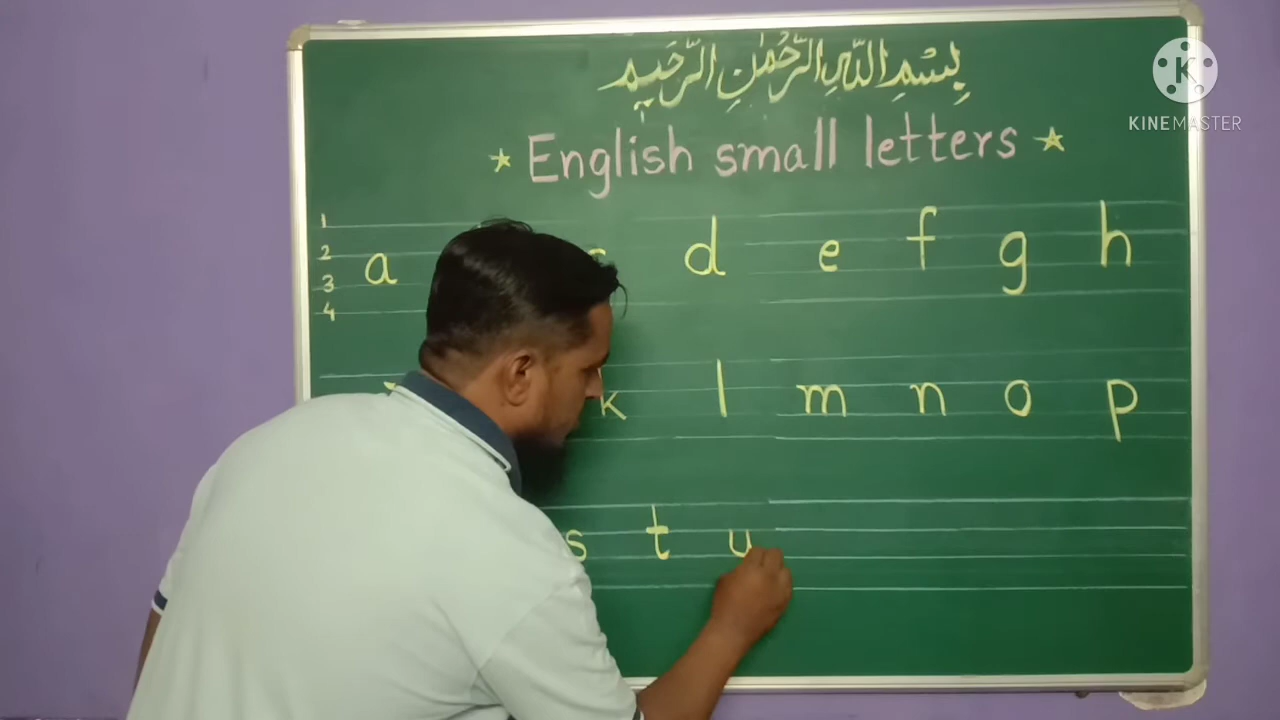 بِسْمِ اللّٰهِ الرَّحْمٰنِ الرَّحِيْمِ
K
KINEMASTER
☆ English small letters ☆
1
2
3
4
a d e f g h
k l m n o p
s t u